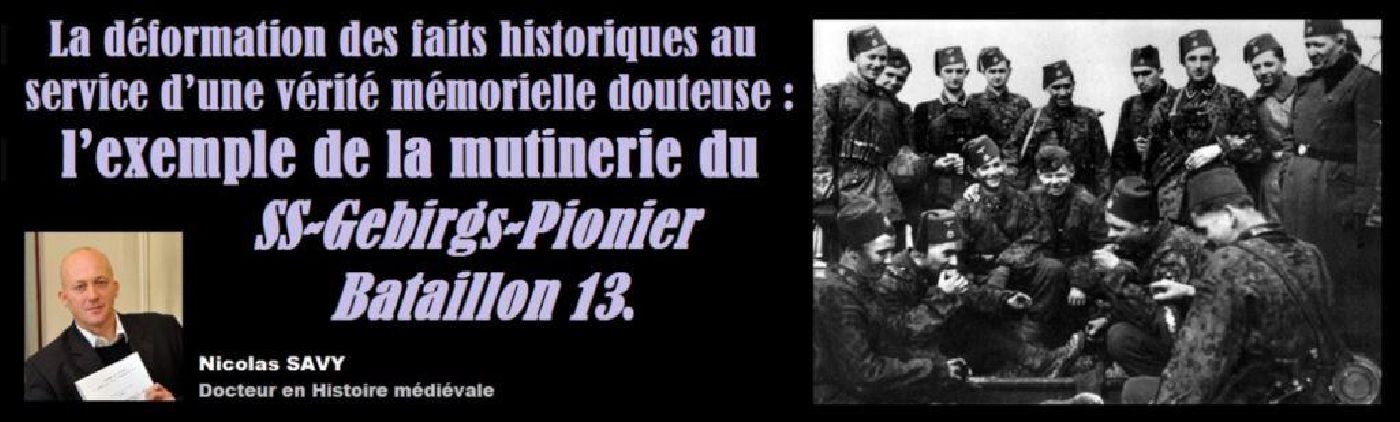 La déformation des faits historiques au
service d'une vérité mémorielle douteuse :
l'exemple de la mutinerie du
SS-Gebirgs-Pionier
Bataillon 13.
Nicolas SAVY
Docteur en Histoire médiévale